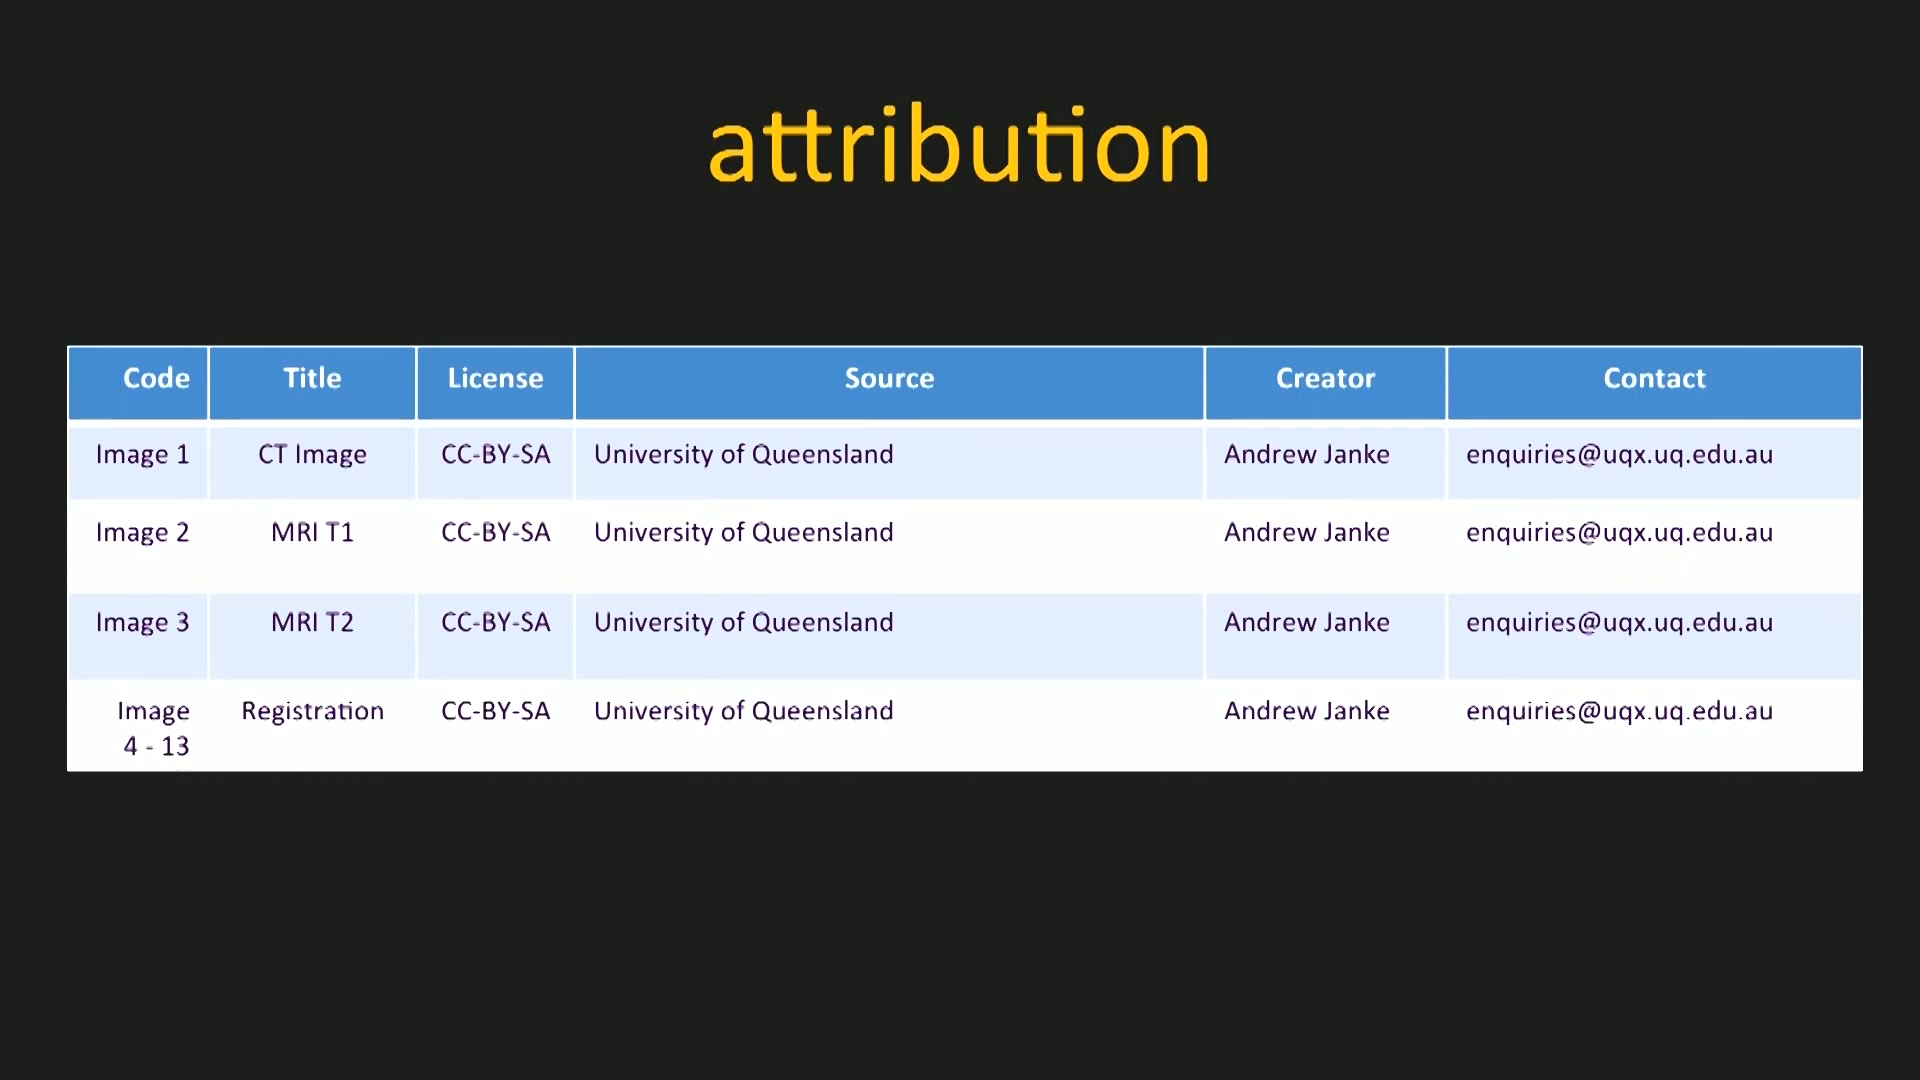 attribution
Code Title License Source Creator Contact
Image 1 CT Image CC-BY-SA University of Queensland Andrew Janke enquiries@uqx.uq.edu.au
Image 2 MRI T1 CC-BY-SA University of Queensland Andrew Janke enquiries@uqx.uq.edu.au
Image 3 MRI T2 CC-BY-SA University of Queensland Andrew Janke enquiries@uqx.uq.edu.au
Image Registration CC-BY-SA University of Queensland Andrew Janke enquiries@uqx.uq.edu.au
4 - 13